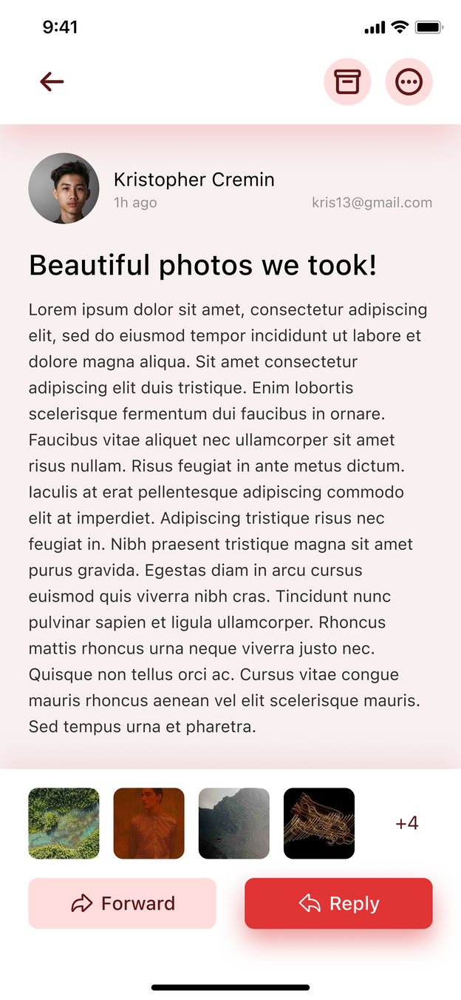 9:41
Kristopher Cremin
1h ago
kris13@gmail.com
Beautiful photos we took!
Lorem ipsum dolor sit amet, consectetur adipiscing
elit, sed do eiusmod tempor incididunt ut labore et
dolore magna aliqua. Sit amet consectetur
adipiscing elit duis tristique. Enim lobortis
scelerisque fermentum dui faucibus in ornare.
Faucibus vitae aliquet nec ullamcorper sit amet
risus nullam. Risus feugiat in ante metus dictum.
Iaculis at erat pellentesque adipiscing commodo
elit at imperdiet. Adipiscing tristique risus nec
feugiat in. Nibh praesent tristique magna sit amet
purus gravida. Egestas diam in arcu cursus
euismod quis viverra nibh cras. Tincidunt nunc
pulvinar sapien et ligula ullamcorper. Rhoncus
mattis rhoncus urna neque viverra justo nec.
Quisque non tellus orci ac. Cursus vitae congue
mauris rhoncus aenean vel elit scelerisque mauris.
Sed tempus urna et pharetra.
+4
Forward
Reply